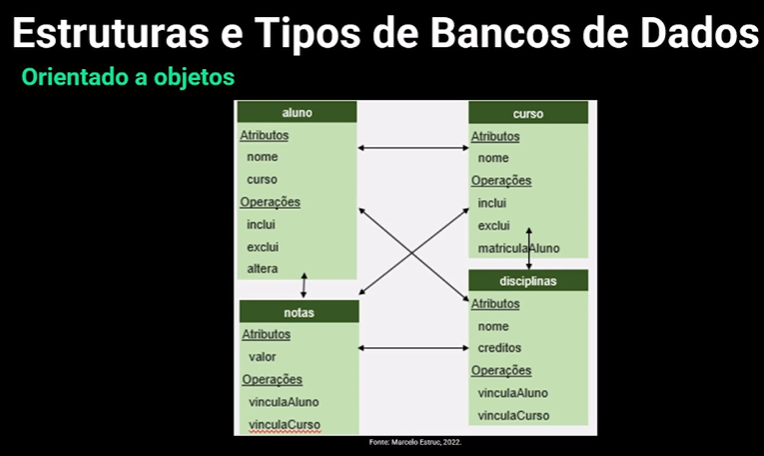 Estruturas e Tipos de Bancos de Dados
Orientado a objetos
aluno
Atributos
nome
curso
Operações
inclui
exclui
altera
curso
Atributos
nome
Operações
inclui
exclui
matriculaAluno
notas
Atributos
valor
Operações
vinculaAluno
vinculaCurso
disciplinas
Atributos
nome
creditos
Operações
vinculaAluno
vinculaCurso
Fonte: Marcelo Estruc, 2022.